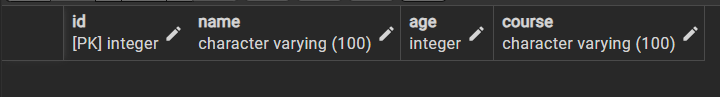 id name age course
[PK] integer character varying (100) integer character varying (100)